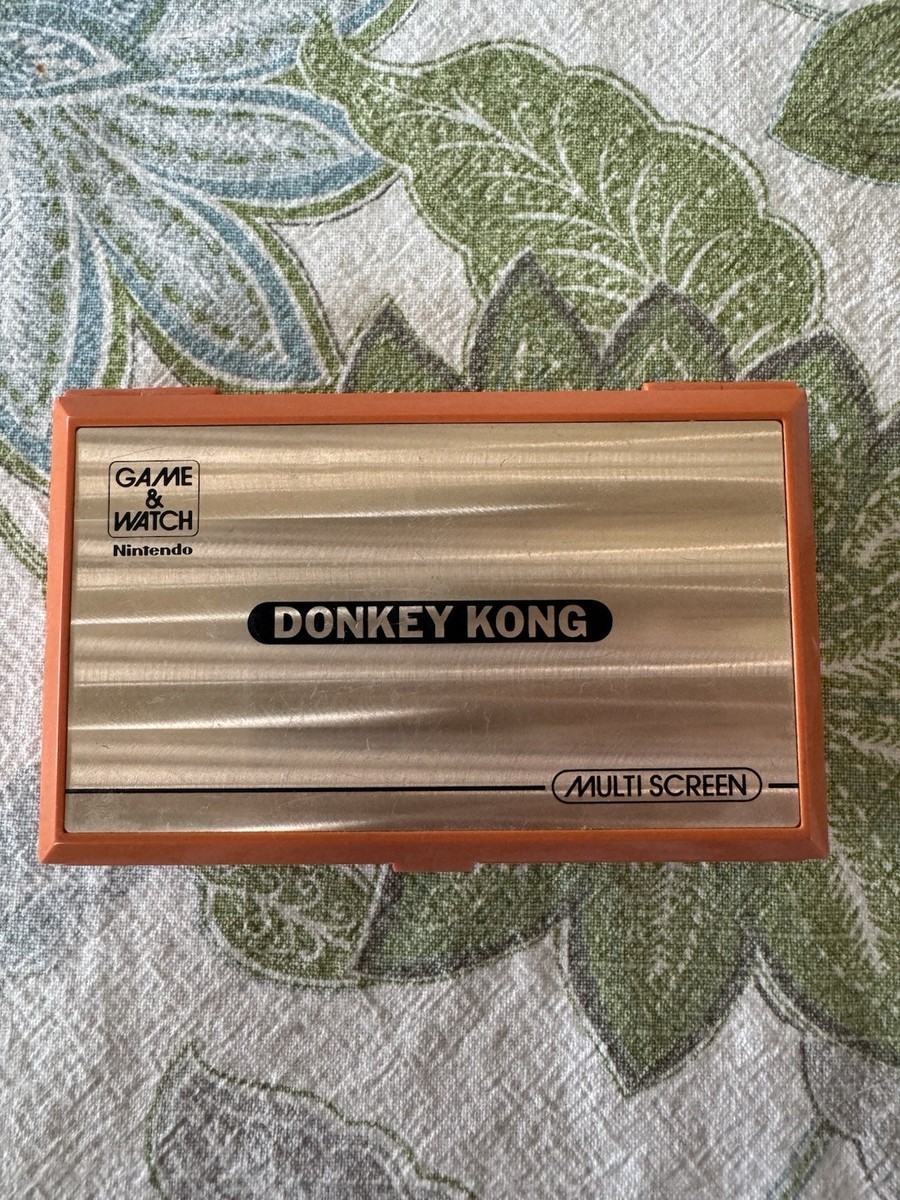 GAME
&
WATCH
Nintendo
DONKEY KONG
MULTI SCREEN